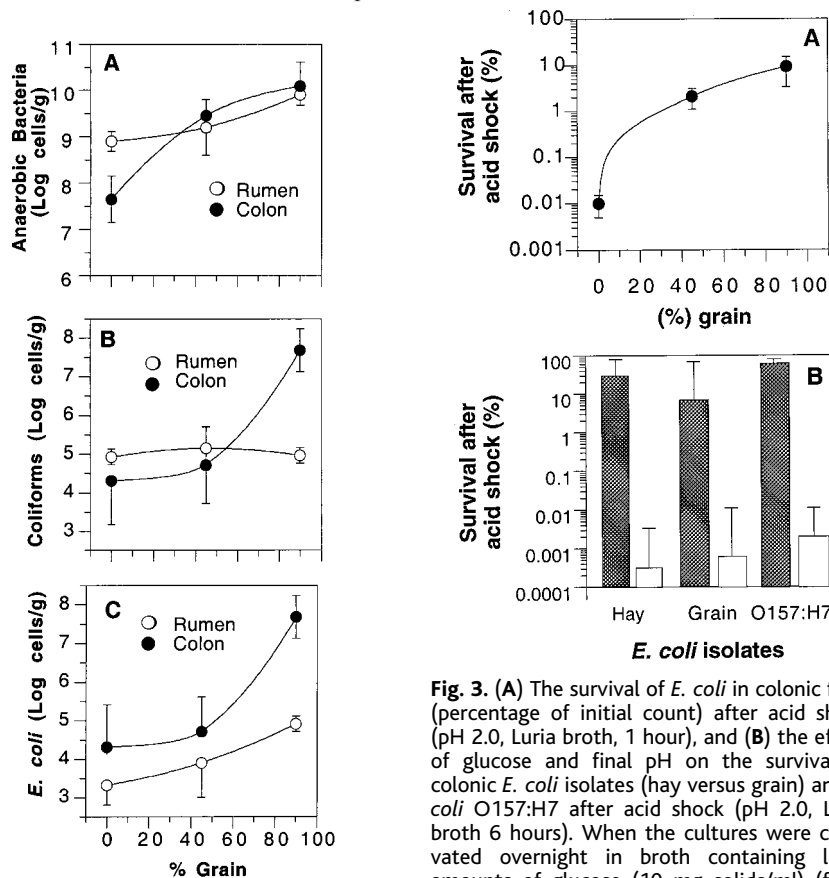 A
Anaerobic Bacteria
(Log cells/g)
11
10
9
8
7
6
Rumen
Colon
B
Coliforms (Log cells/g)
8
7
6
5
4
3
Rumen
Colon
C
E. coli (Log cells/g)
8
7
6
5
4
3
Rumen
Colon
0 20 40 60 80 100
% Grain
A
Survival after
acid shock (%)
100
10
1
0.1
0.01
0.001
0 20 40 60 80 100
(%) grain
B
Survival after
acid shock (%)
100
10
1
0.1
0.01
0.001
0.0001
Hay Grain O157:H7
E. coli isolates
Fig. 3. (A) The survival of E. coli in colonic
(percentage of initial count) after acid
(pH 2.0, Luria broth, 1 hour), and (B) the
of glucose and final pH on the survival
colonic E. coli isolates (hay versus grain)
coli O157:H7 after acid shock (pH 2.0,
broth 6 hours). When the cultures were
vated overnight in broth containing